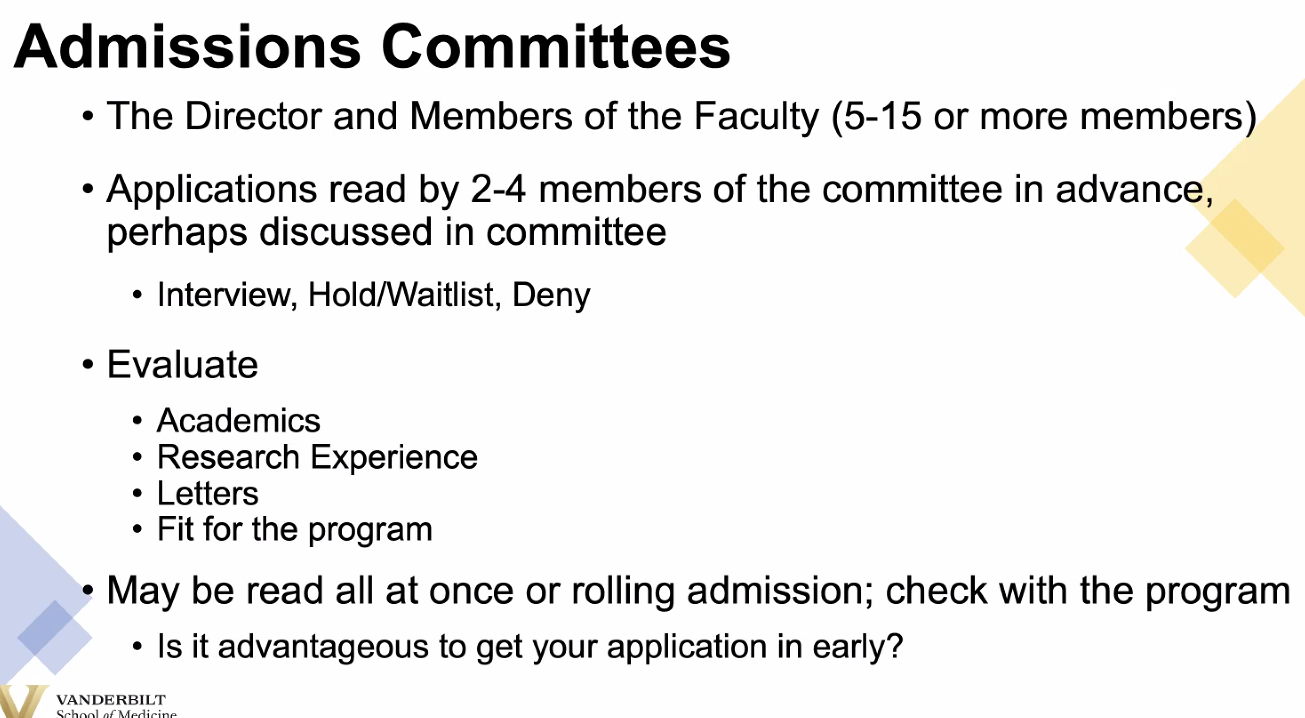 Admissions Committees
• The Director and Members of the Faculty (5-15 or more members)
• Applications read by 2-4 members of the committee in advance,
perhaps discussed in committee
• Interview, Hold/Waitlist, Deny
• Evaluate
• Academics
• Research Experience
• Letters
• Fit for the program
• May be read all at once or rolling admission; check with the program
• Is it advantageous to get your application in early?
VANDERBILT
School of Medicine